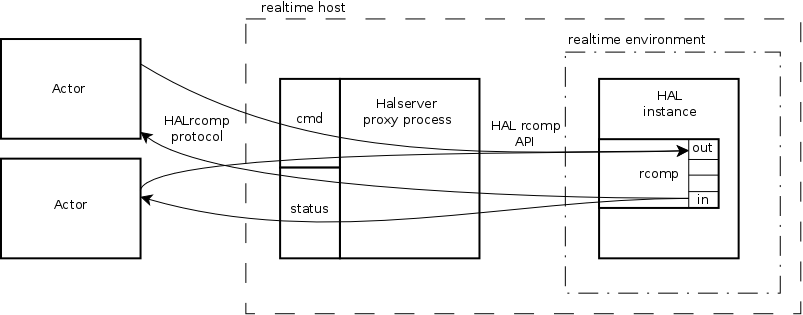 realtime host
realtime environment
Actor
HALrcomp
protocol
cmd
Halserver
proxy process
HAL rcomp
API
HAL
instance
out
rcomp
in
Actor
status